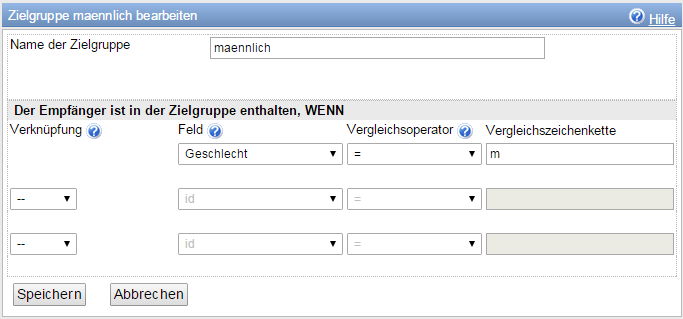 Zielgruppe maennlich bearbeiten
Hilfe
Name der Zielgruppe maennlich
Der Empfänger ist in der Zielgruppe enthalten, WENN
Verknüpfung Feld Vergleichsoperator Vergleichszeichenkette
Geschlecht = m
-- id =
-- id =
Speichern Abbrechen